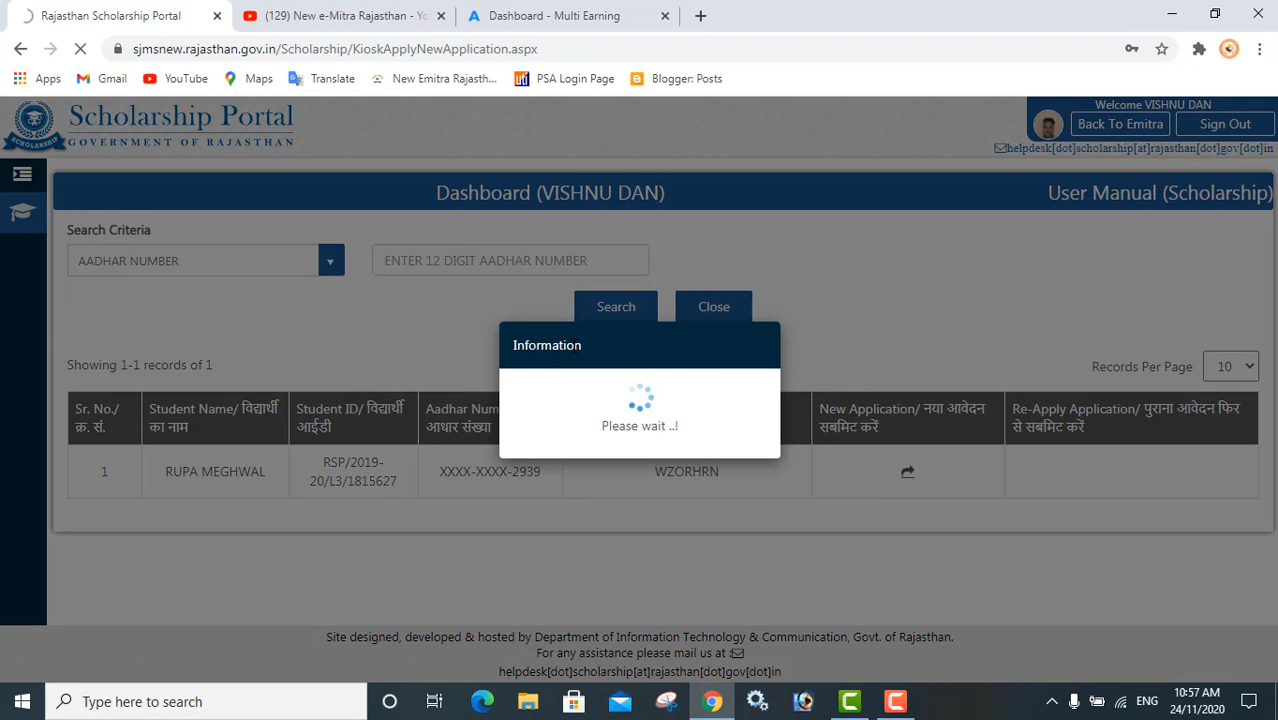 Rajasthan Scholarship Portal
(129) New e-Mitra Rajasthan - Yo
Dashboard - Multi Earning
sjmsnew.rajasthan.gov.in/Scholarship/KioskApplyNewApplication.aspx
Apps
Gmail
YouTube
Maps
Translate
New Emitra Rajasth...
PSA Login Page
Blogger: Posts
SCHOLARSHIP
Scholarship Portal
GOVERNMENT OF RAJASTHAN
Welcome VISHNU DAN
Back To Emitra
Sign Out
helpdesk[dot]scholarship[at]rajasthan[dot]gov[dot]in
Dashboard (VISHNU DAN)
User Manual (Scholarship)
Search Criteria
AADHAR NUMBER
ENTER 12 DIGIT AADHAR NUMBER
Search
Close
Information
Please wait ..!
Showing 1-1 records of 1
Records Per Page
10
Sr. No./
क्र. सं.
Student Name/ विद्यार्थी
का नाम
Student ID/ विद्यार्थी
आईडी
Aadhar Num
आधार संख्या
New Application/ नया आवेदन
सबमिट करें
Re-Apply Application/ पुराना आवेदन फिर
से सबमिट करें
1
RUPA MEGHWAL
RSP/2019-
20/L3/1815627
XXXX-XXXX-2939
WZORHRN
Site designed, developed & hosted by Department of Information Technology & Communication, Govt. of Rajasthan.
For any assistance please mail us at :
helpdesk[dot]scholarship[at]rajasthan[dot]gov[dot]in
Type here to search
ENG
10:57 AM
24/11/2020